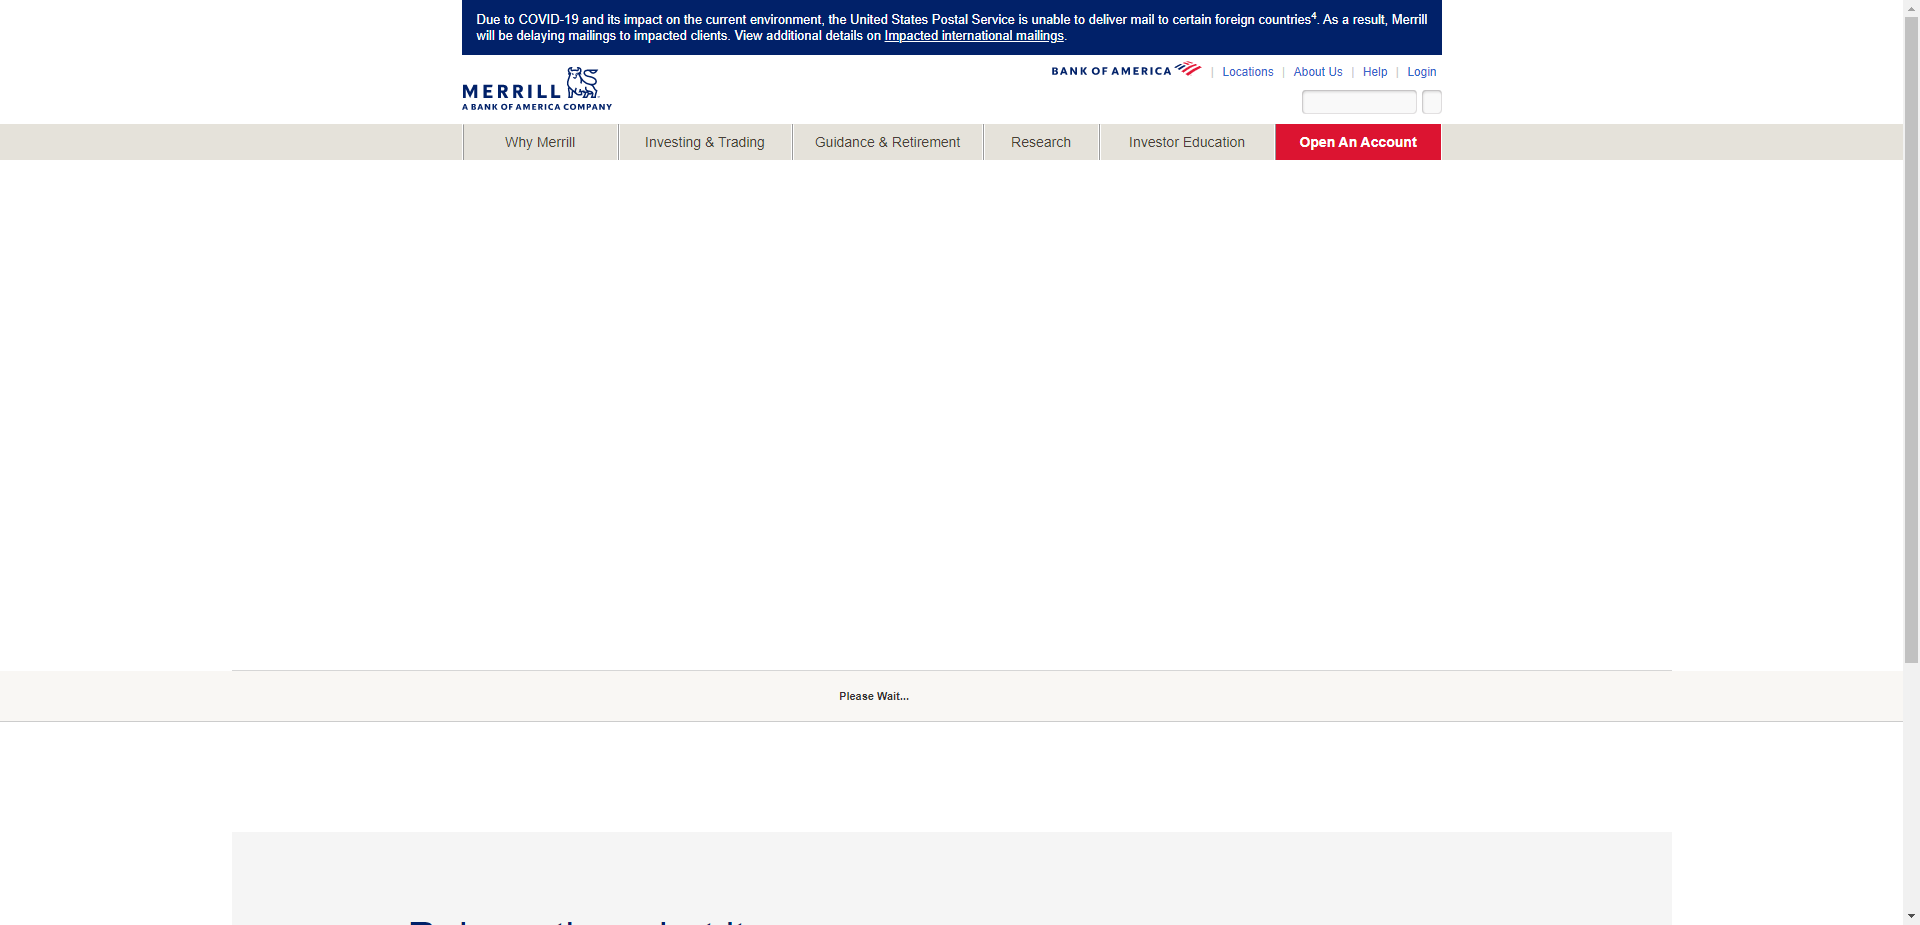 Due to COVID-19 and its impact on the current environment, the United States Postal Service is unable to deliver mail to certain foreign countries4. As a result, Merrill
will be delaying mailings to impacted clients. View additional details on Impacted international mailings.
BANK OF AMERICA | Locations | About Us | Help | Login
MERRILL
A BANK OF AMERICA COMPANY
Why Merrill
Investing & Trading
Guidance & Retirement
Research
Investor Education
Open An Account
Please Wait...